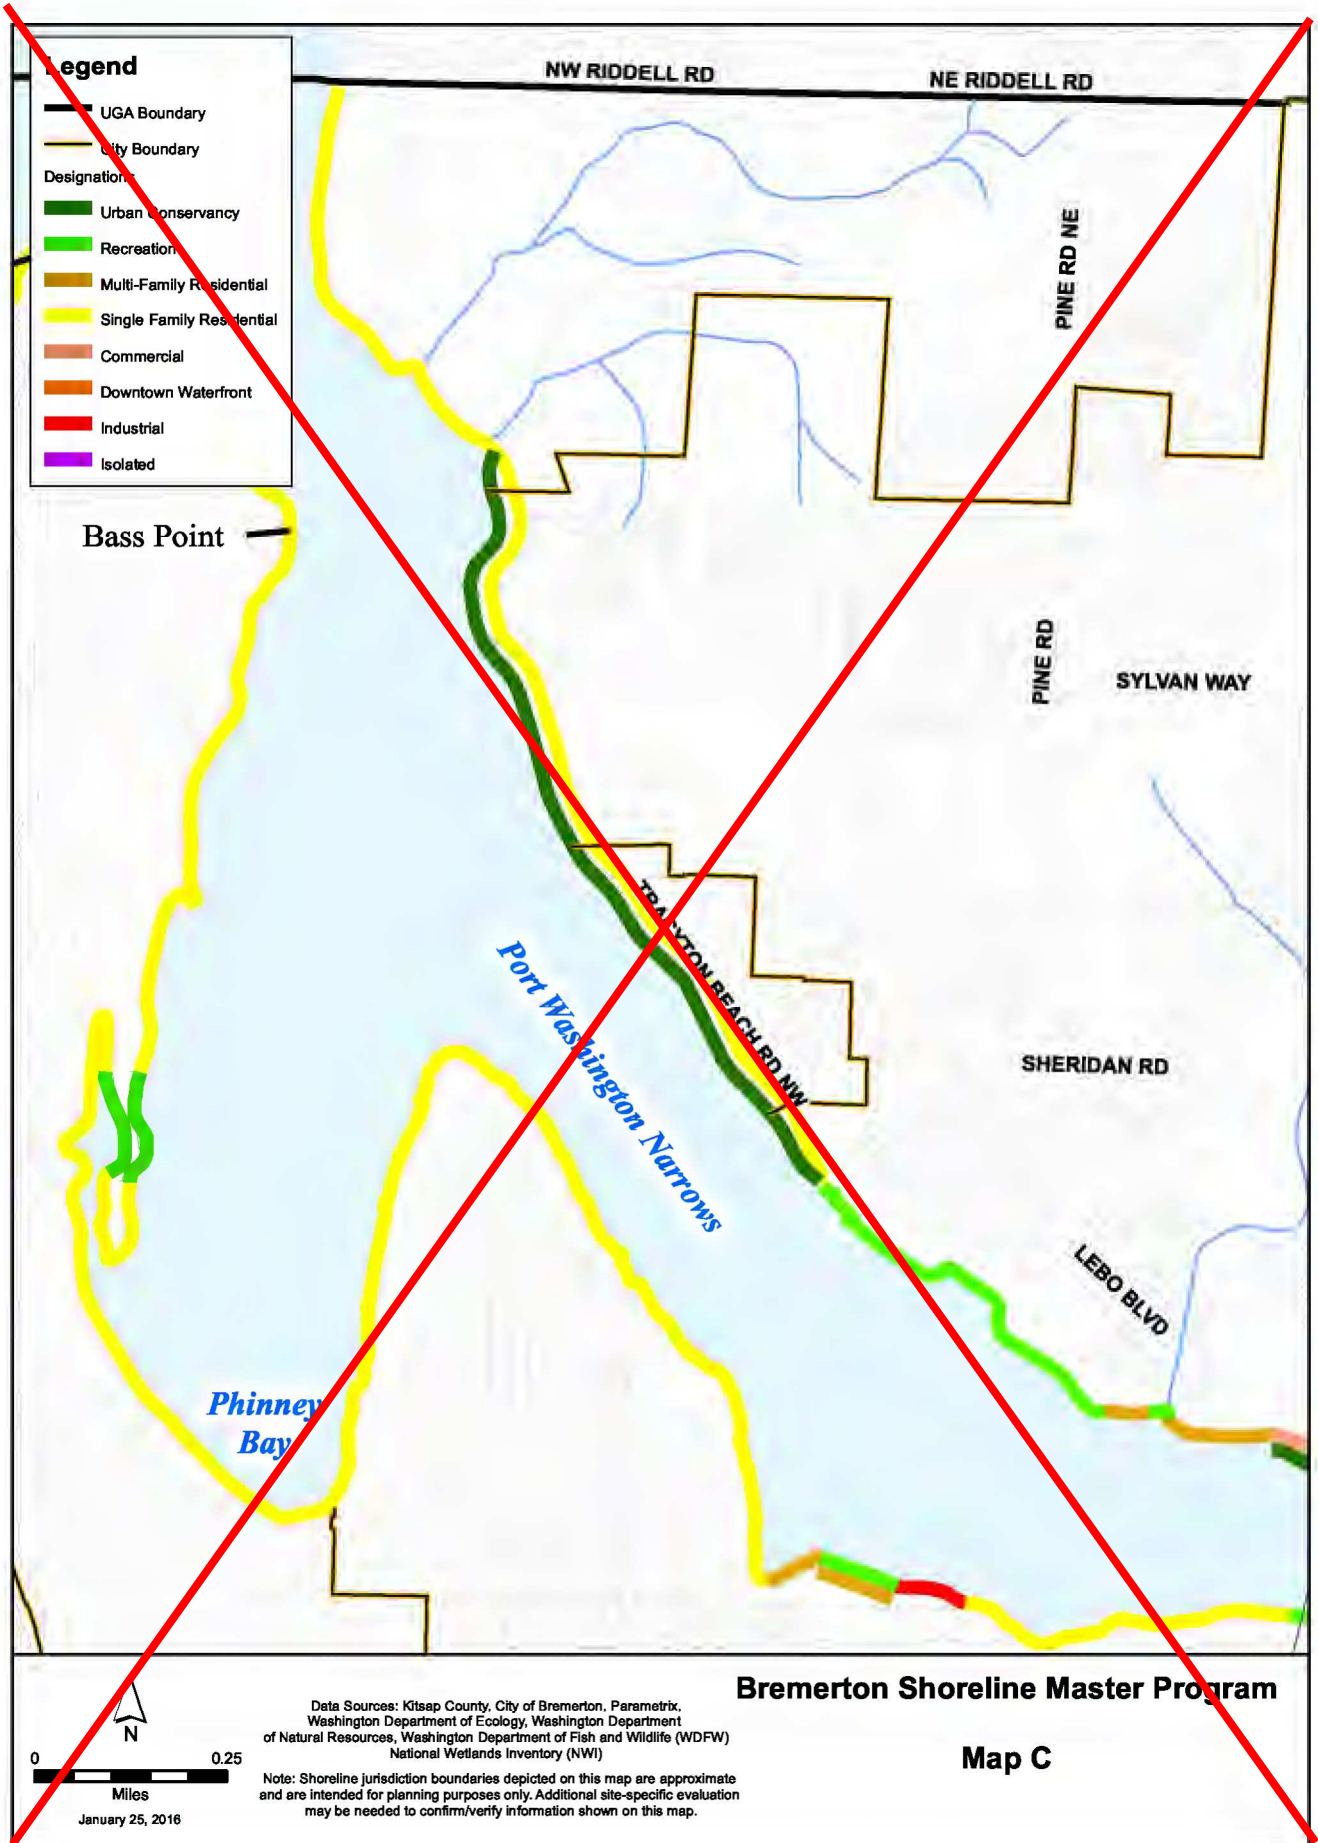 Legend
UGA Boundary
City Boundary
Designations
Urban Conservancy
Recreation
Multi-Family Residential
Single Family Residential
Commercial
Downtown Waterfront
Industrial
Isolated
NW RIDDELL RD
NE RIDDELL RD
PINE RD NE
Bass Point
PINE RD
SYLVAN WAY
TRACYTON BEACH RD NW
Port Washington Narrows
SHERIDAN RD
LEBO BLVD
Phinney
Bay
Bremerton Shoreline Master Program
Map C
N
0 0.25
Miles
January 25, 2016
Data Sources: Kitsap County, City of Bremerton, Parametrix,
Washington Department of Ecology, Washington Department
of Natural Resources, Washington Department of Fish and Wildlife (WDFW)
National Wetlands Inventory (NWI)
Note: Shoreline jurisdiction boundaries depicted on this map are approximate
and are intended for planning purposes only. Additional site-specific evaluation
may be needed to confirm/verify information shown on this map.